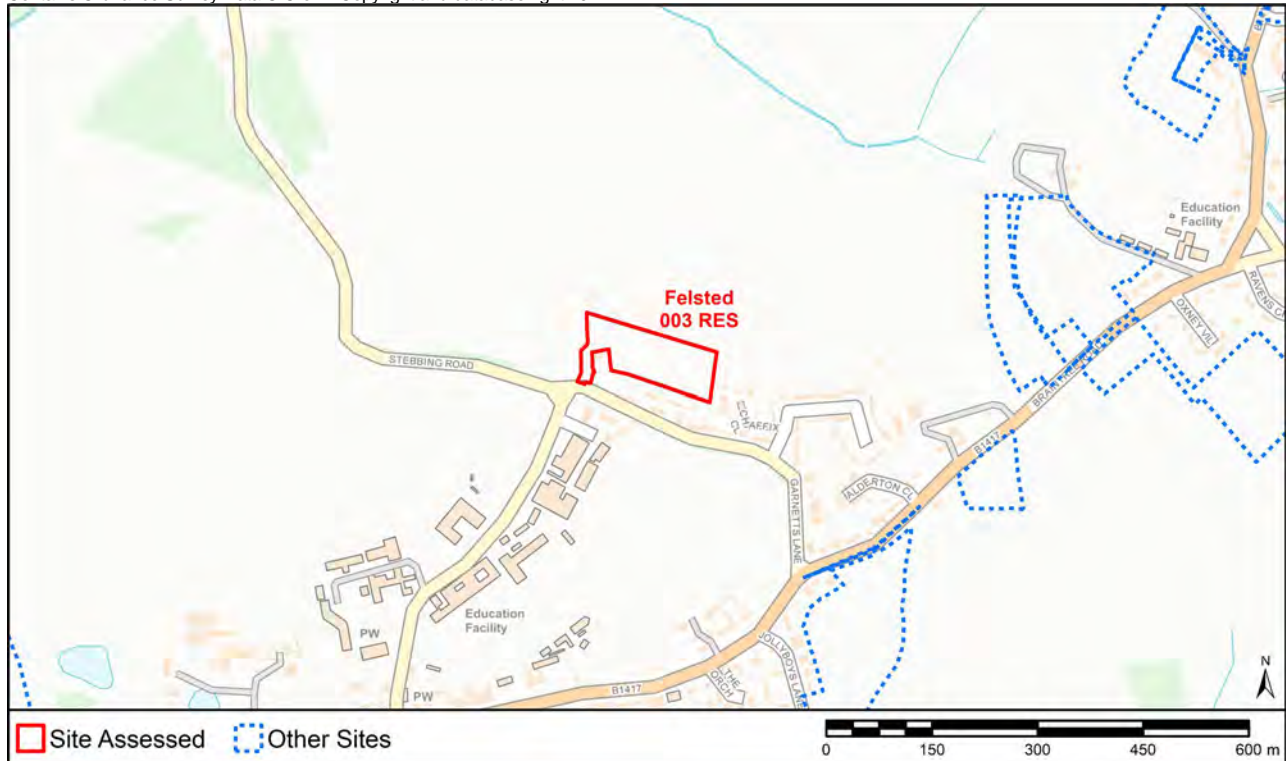 Education
Facility
Felsted
003 RES
STEBBING ROAD
OXNEY VIL
B1417
ALDERTON CL
GARNETTS LANE
Education
Facility
PW
PW
B1417
THE
ORCH
JOLLYBOYS LANE
N
Site Assessed
Other Sites
0
150
300
450
600 m